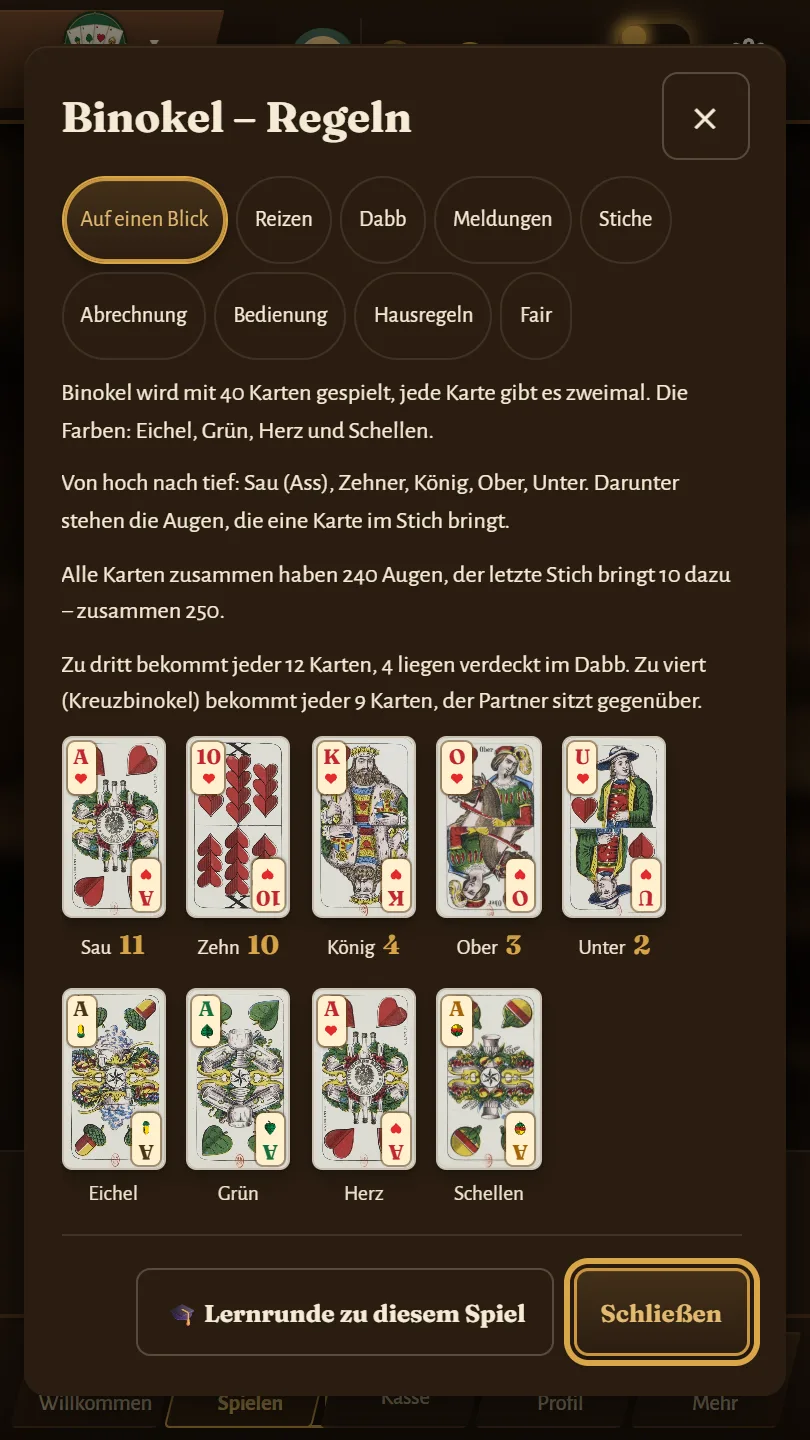 Binokel – Regeln
×
Auf einen Blick Reizen Dabb Meldungen Stiche
Abrechnung Bedienung Hausregeln Fair
Binokel wird mit 40 Karten gespielt, jede Karte gibt es zweimal. Die
Farben: Eichel, Grün, Herz und Schellen.
Von hoch nach tief: Sau (Ass), Zehner, König, Ober, Unter. Darunter
stehen die Augen, die eine Karte im Stich bringt.
Alle Karten zusammen haben 240 Augen, der letzte Stich bringt 10 dazu
– zusammen 250.
Zu dritt bekommt jeder 12 Karten, 4 liegen verdeckt im Dabb. Zu viert
(Kreuzbinokel) bekommt jeder 9 Karten, der Partner sitzt gegenüber.
A 10 K O U
A 10 K O U
Sau 11 Zehn 10 König 4 Ober 3 Unter 2
A A A A
A A A A
Eichel Grün Herz Schellen
Lernrunde zu diesem Spiel Schließen
Willkommen Spielen Kasse Profil Mehr